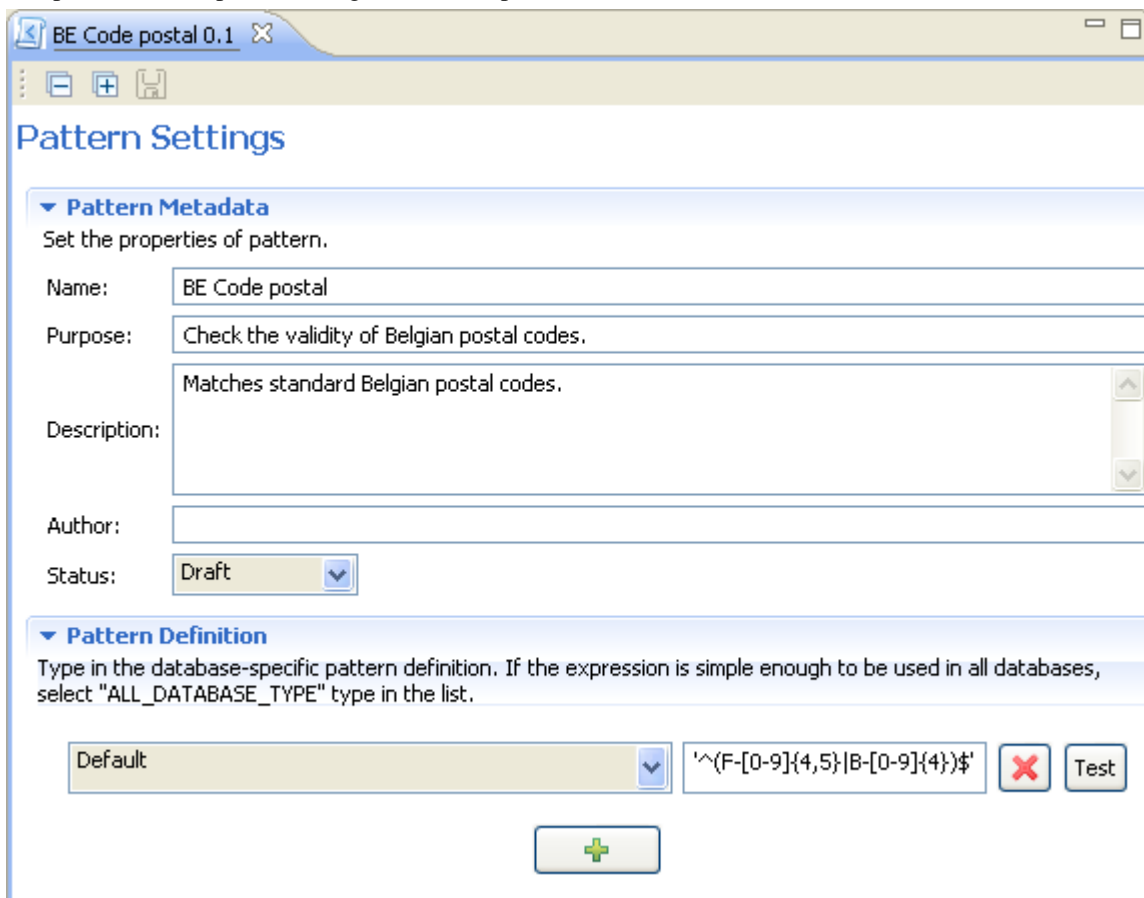 BE Code postal 0.1
Pattern Settings
Pattern Metadata
Set the properties of pattern.
Name: BE Code postal
Purpose: Check the validity of Belgian postal codes.
Description: Matches standard Belgian postal codes.
Author:
Status: Draft
Pattern Definition
Type in the database-specific pattern definition. If the expression is simple enough to be used in all databases,
select "ALL_DATABASE_TYPE" type in the list.
Default '^(F-[0-9]{4,5}|B-[0-9]{4})$' Test